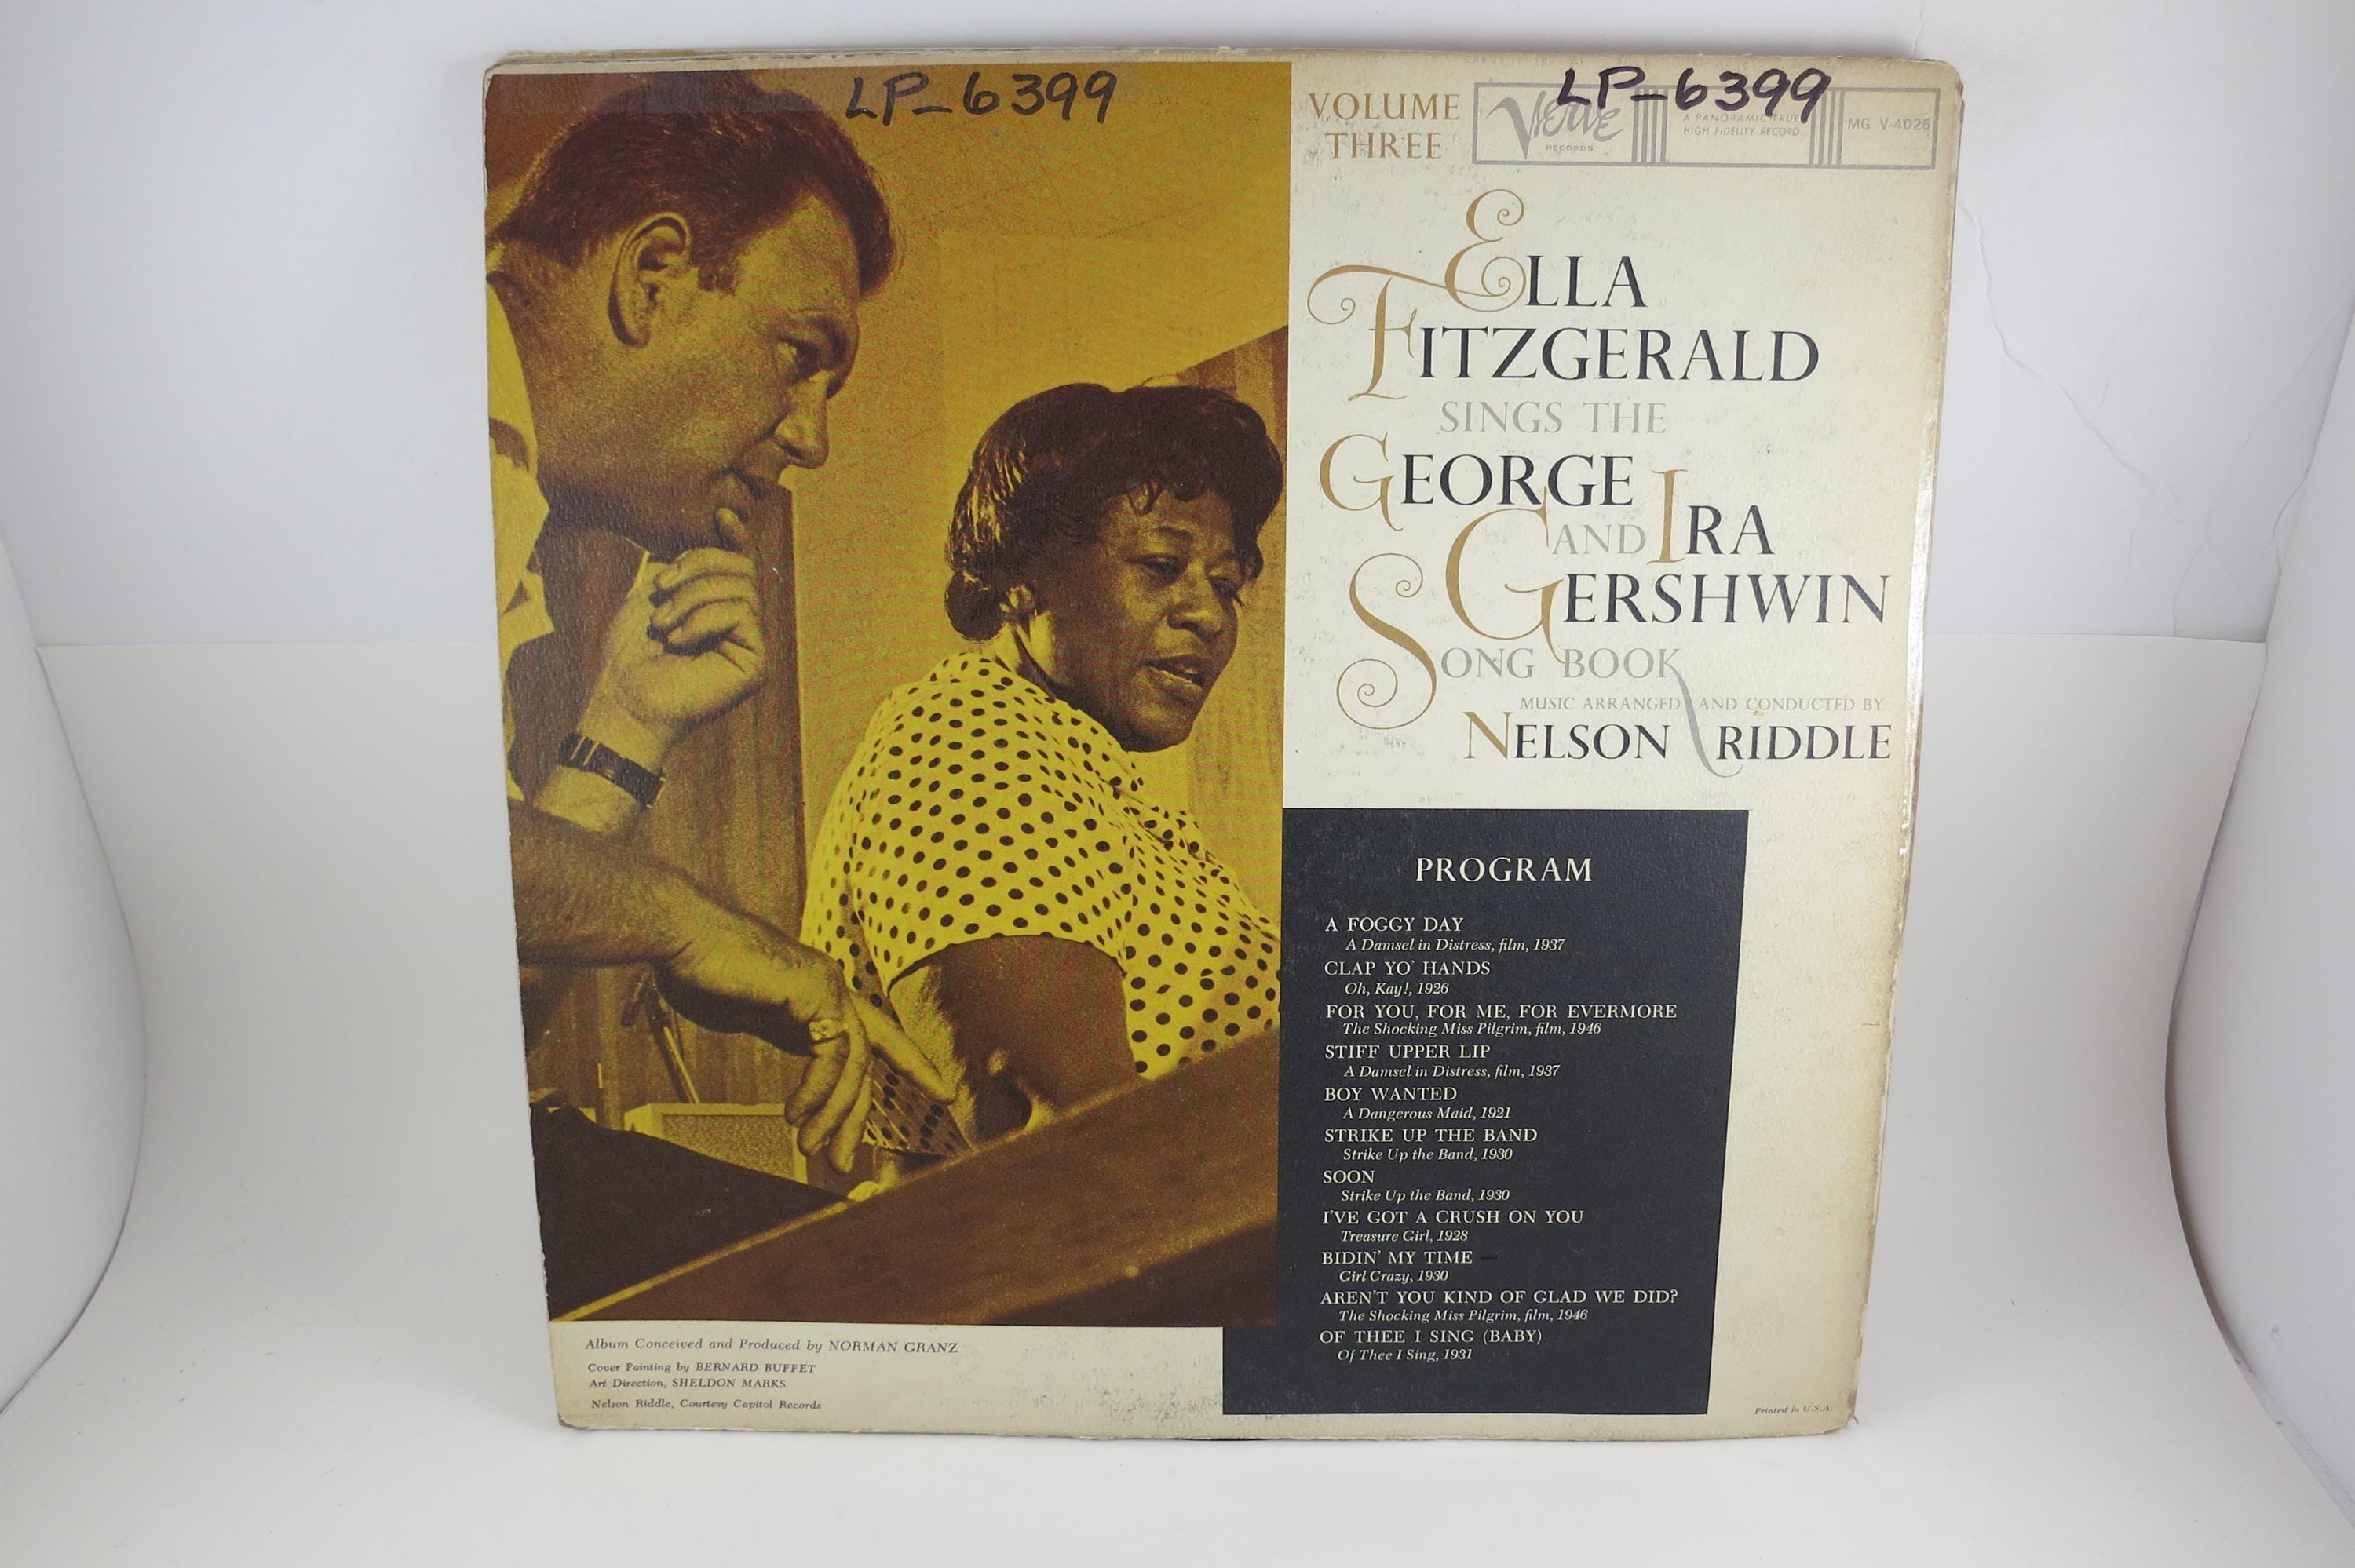 LP-6399
LP-6399
VOLUME
THREE
Verve
RECORDS
A PANORAMIC TRUE
HIGH FIDELITY RECORD
MG V-4026
ELLA
FITZGERALD
SINGS THE
GEORGE
AND IRA
GERSHWIN
SONG BOOK
MUSIC ARRANGED AND CONDUCTED BY
NELSON RIDDLE
PROGRAM
A FOGGY DAY
A Damsel in Distress, film, 1937
CLAP YO' HANDS
Oh, Kay!, 1926
FOR YOU, FOR ME, FOR EVERMORE
The Shocking Miss Pilgrim, film, 1946
STIFF UPPER LIP
A Damsel in Distress, film, 1937
BOY WANTED
A Dangerous Maid, 1921
STRIKE UP THE BAND
Strike Up the Band, 1930
SOON
Strike Up the Band, 1930
I'VE GOT A CRUSH ON YOU
Treasure Girl, 1928
BIDIN' MY TIME
Girl Crazy, 1930
AREN'T YOU KIND OF GLAD WE DID?
The Shocking Miss Pilgrim, film, 1946
OF THEE I SING (BABY)
Of Thee I Sing, 1931
Album Conceived and Produced by NORMAN GRANZ
Cover Painting by BERNARD BUFFET
Art Direction, SHELDON MARKS
Nelson Riddle, Courtesy Capitol Records
Printed in U.S.A.